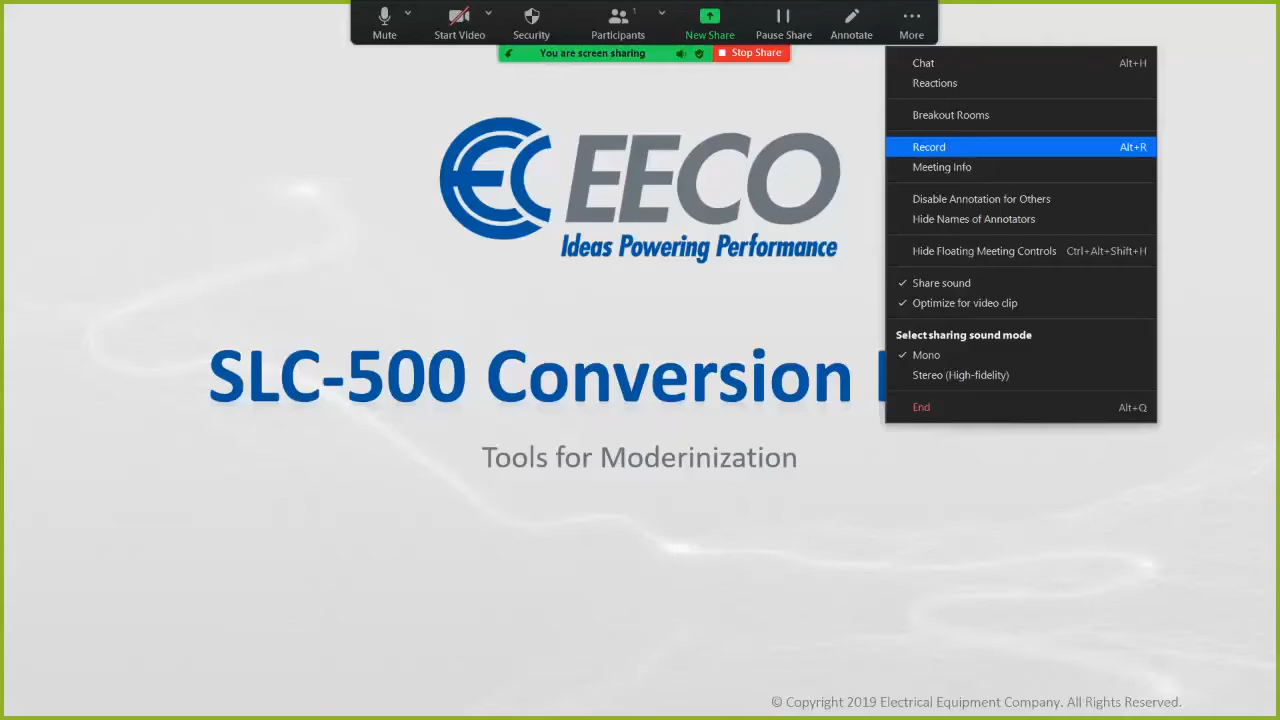 Mute
Start Video
Security
Participants
1
New Share
Pause Share
Annotate
More
You are screen sharing
Stop Share
Chat Alt+H
Reactions
Breakout Rooms
Record Alt+R
Meeting Info
Disable Annotation for Others
Hide Names of Annotators
Hide Floating Meeting Controls Ctrl+Alt+Shift+H
Share sound
Optimize for video clip
Select sharing sound mode
Mono
Stereo (High-fidelity)
End Alt+Q
EC EECO
Ideas Powering Performance
SLC-500 Conversion
Tools for Moderinization
© Copyright 2019 Electrical Equipment Company. All Rights Reserved.